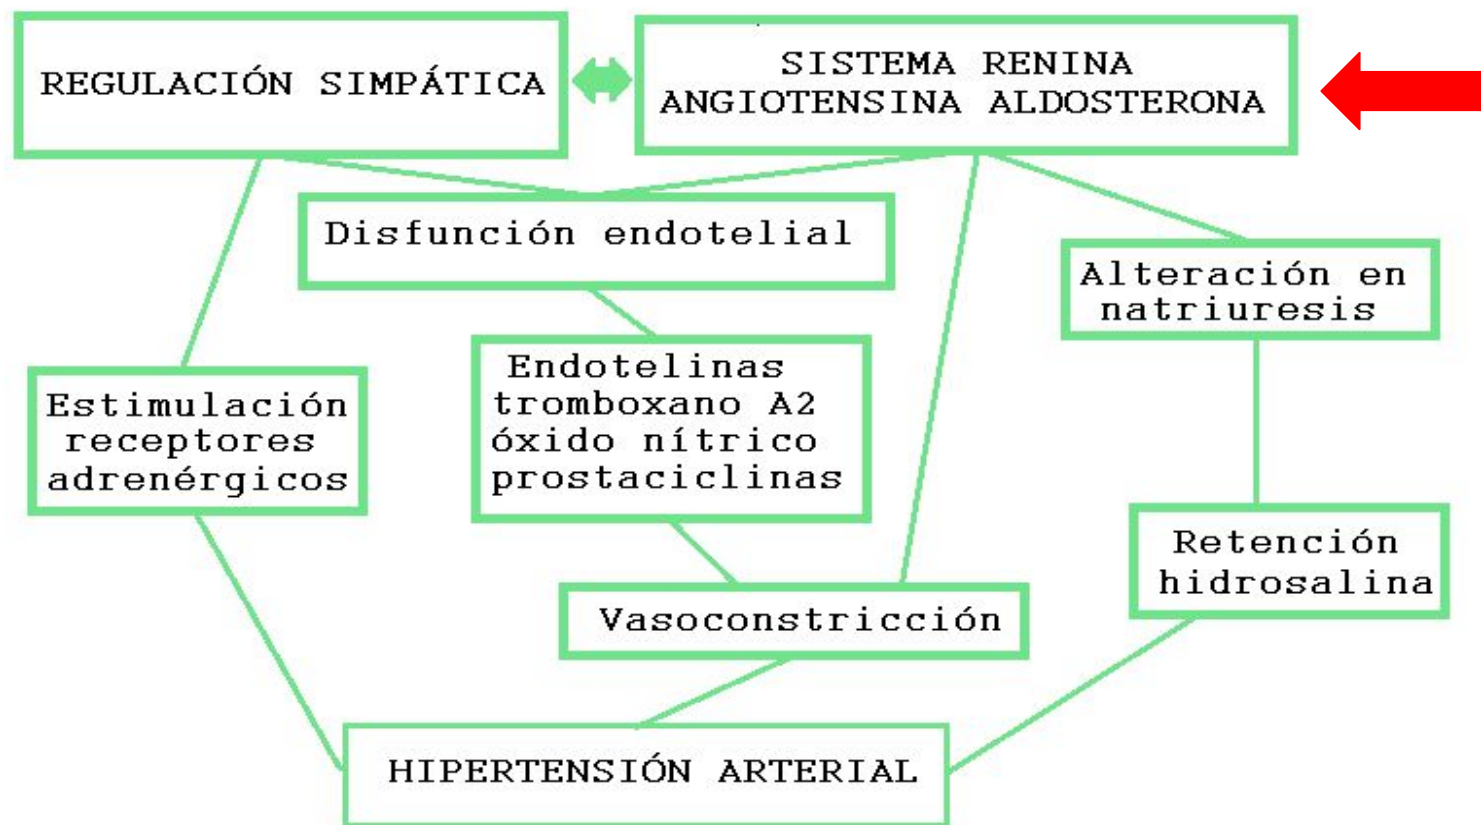 REGULACIÓN SIMPÁTICA
SISTEMA RENINA
ANGIOTENSINA ALDOSTERONA
Disfunción endotelial
Alteración en
natriuresis
Estimulación
receptores
adrenérgicos
Endotelinas
tromboxano A2
óxido nítrico
prostaciclinas
Retención
hidrosalina
Vasoconstricción
HIPERTENSIÓN ARTERIAL